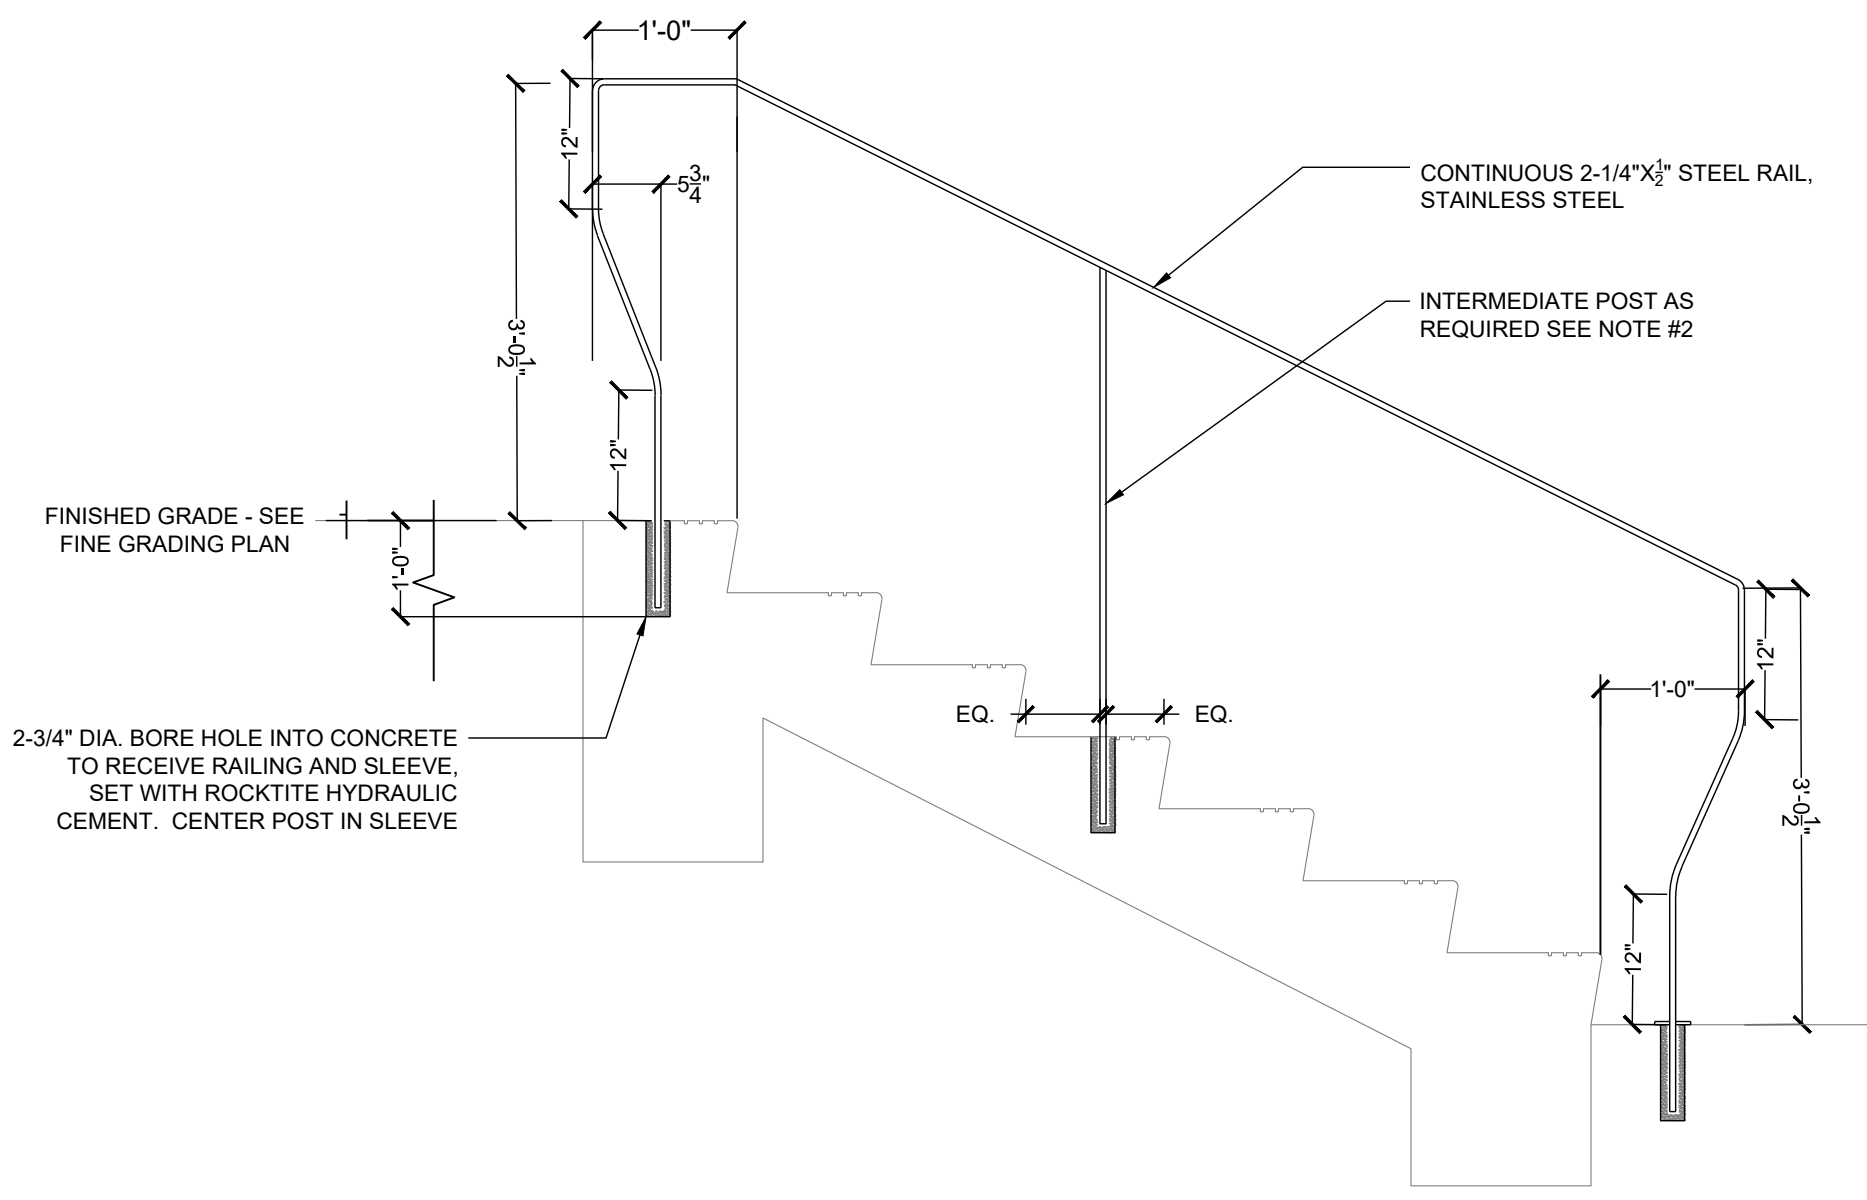 1'-0"
12"
5 3/4"
CONTINUOUS 2-1/4"X1/2" STEEL RAIL,
STAINLESS STEEL
INTERMEDIATE POST AS
REQUIRED SEE NOTE #2
3'-0 1/2"
12"
FINISHED GRADE - SEE
FINE GRADING PLAN
1'-0"
12"
1'-0"
EQ.
EQ.
2-3/4" DIA. BORE HOLE INTO CONCRETE
TO RECEIVE RAILING AND SLEEVE,
SET WITH ROCKTITE HYDRAULIC
CEMENT. CENTER POST IN SLEEVE
3'-0 1/2"
12"